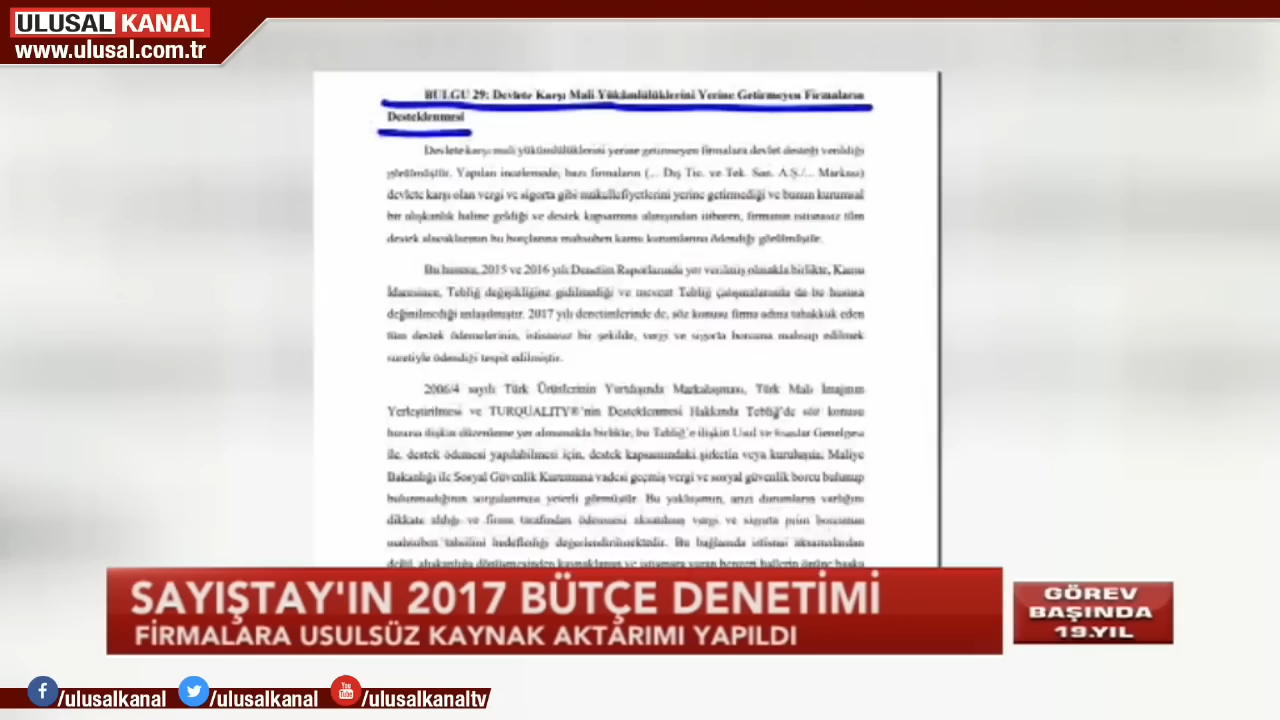 ULUSAL KANAL
www.ulusal.com.tr
BULGU 29: Devlete Karşı Mali Yükümlülüklerini Yerine Getirmeyen Firmaların
Desteklenmesi
Devlete karşı mali yükümlülüklerini yerine getirmeyen firmalara devlet desteği verildiği
görülmüştür. Yapılan incelemede, bazı firmaların (... Dış Tic. ve Tek. San. A.Ş./... Markası)
devlete karşı olan vergi ve sigorta gibi mükellefiyetlerini yerine getirmediği ve bunun kurumsal
bir alışkanlık haline geldiği ve destek kapsamına alınışından itibaren, firmanın istisnasız tüm
destek alacaklarının bu borçlarına mahsuben kamu kurumlarına ödendiği görülmüştür.
Bu husus, 2015 ve 2016 yılı Denetim Raporlarında yer verilmiş olmakla birlikte, Kamu
İdaresince, Tebliğ değişikliğine gidilmediği ve mevcut Tebliğ çalışmalarında da bu hususa
değinilmediği anlaşılmıştır. 2017 yılı denetimlerinde de, söz konusu firma adına tahakkuk eden
tüm destek ödemelerinin, istisnasız bir şekilde, vergi ve sigorta borcuna mahsup edilmek
suretiyle ödendiği tespit edilmiştir.
2006/4 sayılı Türk Ürünlerinin Yurtdışında Markalaşması, Türk Malı İmajının
Yerleştirilmesi ve TURQUALITY®'nin Desteklenmesi Hakkında Tebliğ'de söz konusu
hususa ilişkin düzenleme yer almamakla birlikte, bu Tebliğ'e ilişkin Usul ve Esaslar Genelgesi
ile, destek ödemesi yapılabilmesi için, destek kapsamındaki şirketin veya kuruluşun, Maliye
Bakanlığı ile Sosyal Güvenlik Kurumuna vadesi geçmiş vergi ve sosyal güvenlik borcu bulunup
bulunmadığının sorgulanması yeterli görmüştür. Bu yaklaşımın, arızi durumların varlığını
dikkate aldığı ve firma tarafından ödenmesi aksatılmış vergi ve sigorta prim borcunun
mahsuben tahsilini hedeflediği değerlendirilmektedir. Bu bağlamda istisnai aksamalardan
SAYIŞTAY'IN 2017 BÜTÇE DENETİMİ
FİRMALARA USULSÜZ KAYNAK AKTARIMI YAPILDI
GÖREV
BAŞINDA
19.YIL
/ulusalkanal /ulusalkanal /ulusalkanaltv